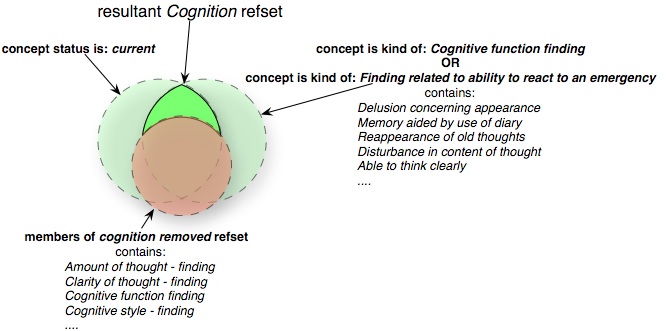 resultant Cognition refset
concept status is: current
concept is kind of: Cognitive function finding
OR
concept is kind of: Finding related to ability to react to an emergency
contains:
Delusion concerning appearance
Memory aided by use of diary
Reappearance of old thoughts
Disturbance in content of thought
Able to think clearly
....
members of cognition removed refset
contains:
Amount of thought - finding
Clarity of thought - finding
Cognitive function finding
Cognitive style - finding
....